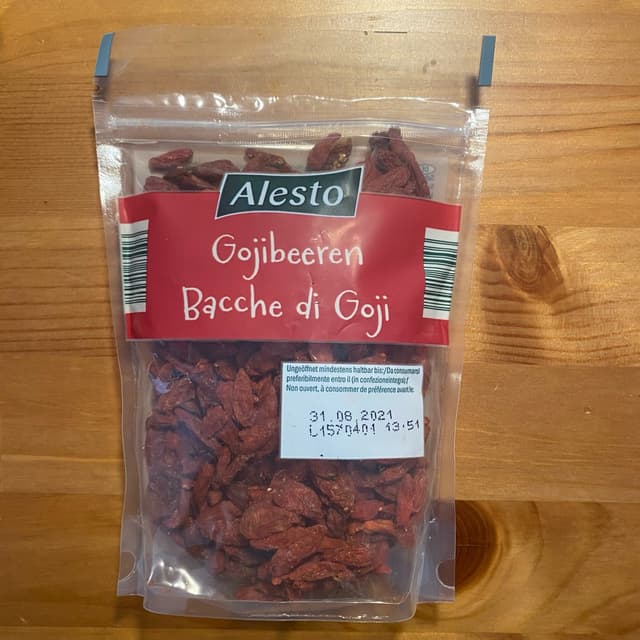 Alesto
Gojibeeren
Bacche di Goji
Ungeöffnet mindestens haltbar bis:/Da consumarsi
preferibilmente entro il (in confezione integra):/
Non ouvert, à consommer de préférence avant le:
31.08.2021
L1570401 13:51